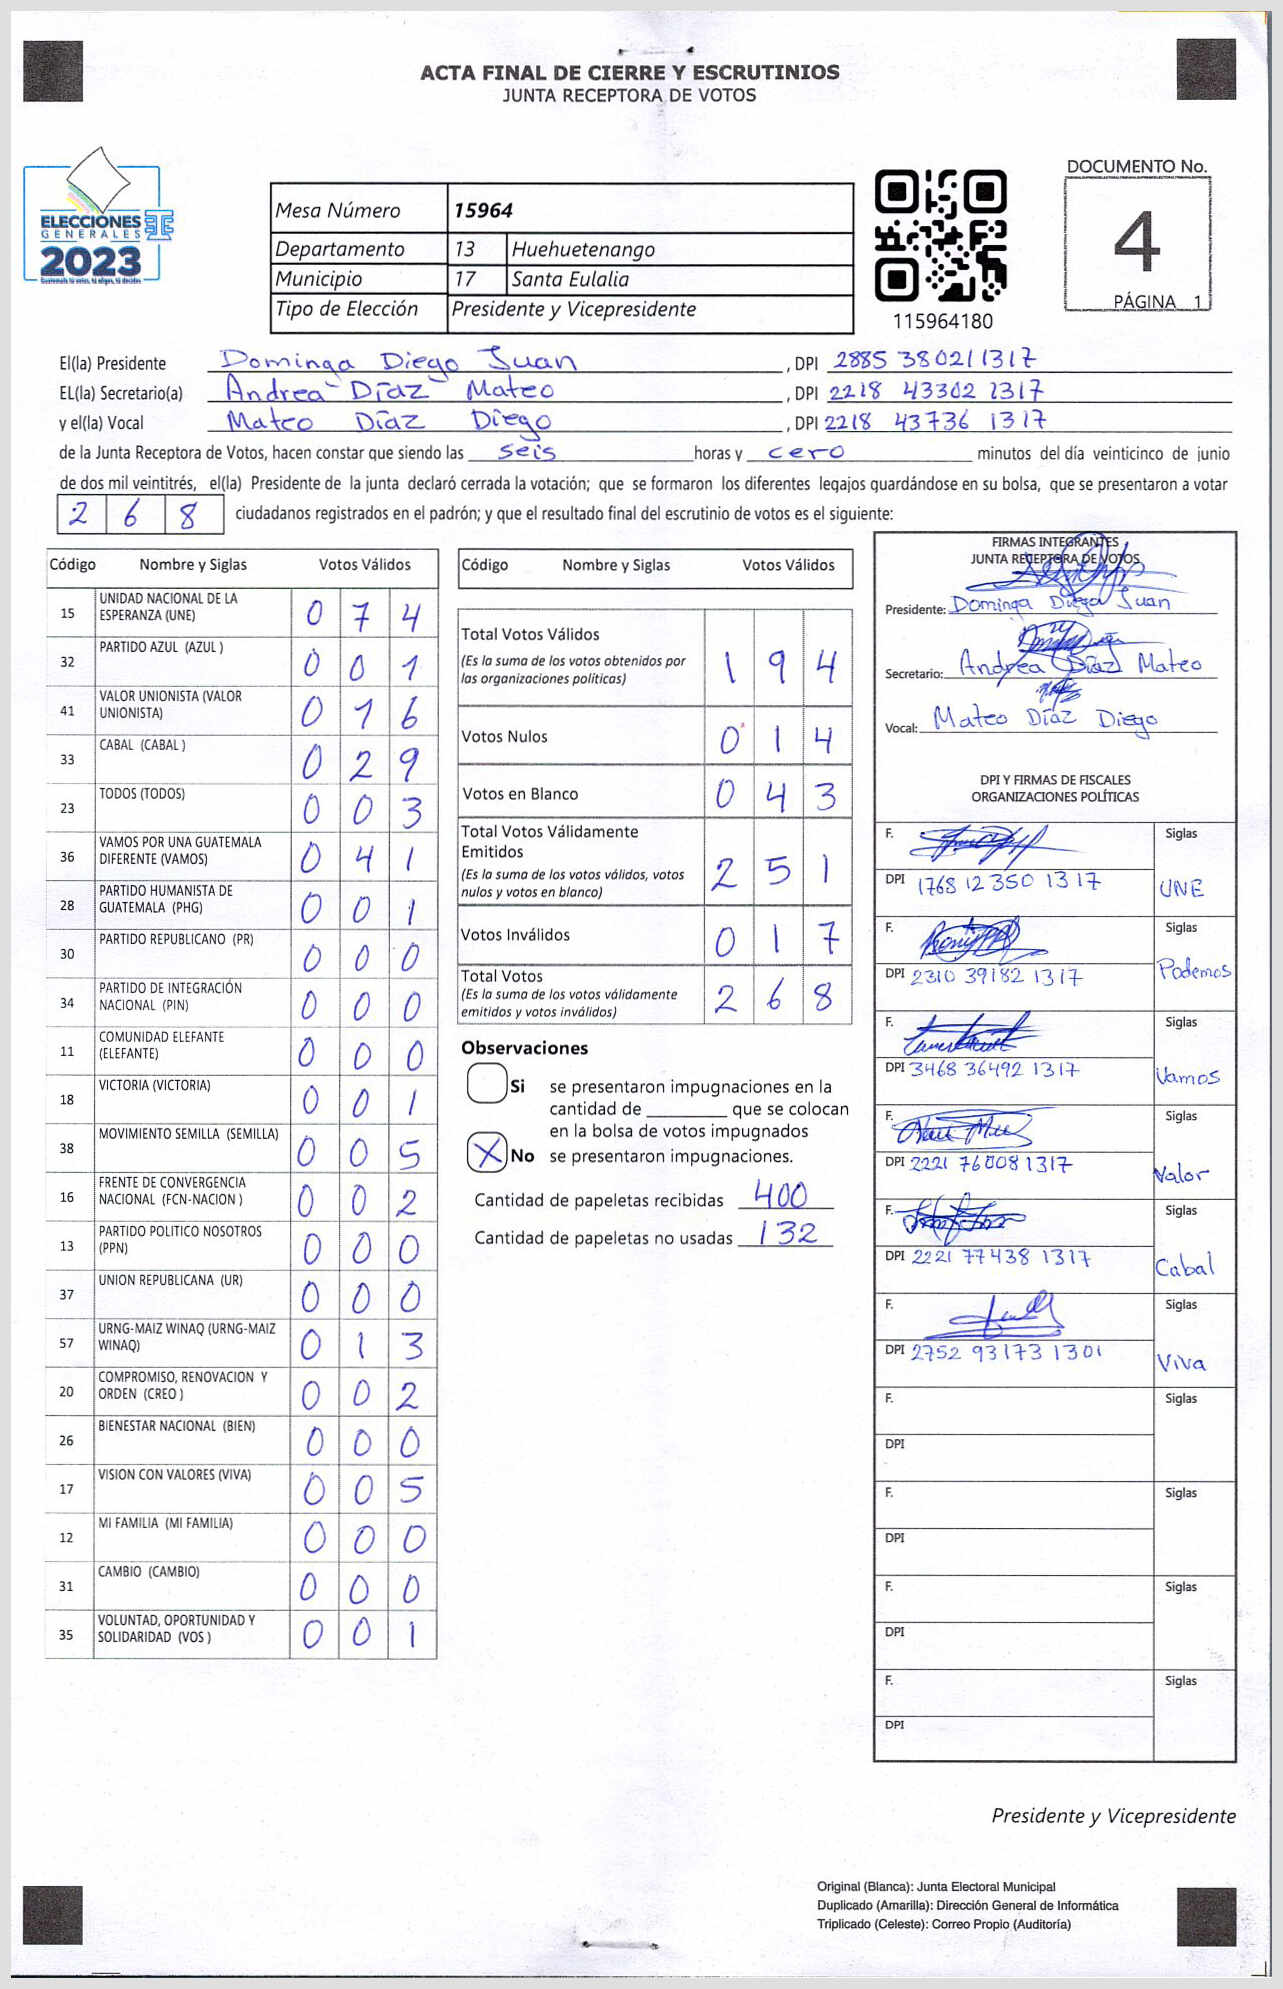 ACTA FINAL DE CIERRE Y ESCRUTINIOS
JUNTA RECEPTORA DE VOTOS
ELECCIONES
GENERALES
2023
Guatemala tú votas, tú eliges, tú decides
Mesa Número 15964
Departamento 13 Huehuetenango
Municipio 17 Santa Eulalia
Tipo de Elección Presidente y Vicepresidente
115964180
DOCUMENTO No.
4
PÁGINA 1
El(la) Presidente Dominga Diego Juan , DPI 2885 38021 1317
EL(la) Secretario(a) Andrea Díaz Mateo , DPI 2218 43302 1317
y el(la) Vocal Mateo Díaz Diego , DPI 2218 43736 1317
de la Junta Receptora de Votos, hacen constar que siendo las seis horas y cero minutos del día veinticinco de junio
de dos mil veintitrés, el(la) Presidente de la junta declaró cerrada la votación; que se formaron los diferentes legajos guardándose en su bolsa, que se presentaron a votar
2 6 8 ciudadanos registrados en el padrón; y que el resultado final del escrutinio de votos es el siguiente:
Código Nombre y Siglas Votos Válidos
15 UNIDAD NACIONAL DE LA ESPERANZA (UNE) 0 7 4
32 PARTIDO AZUL (AZUL ) 0 0 1
41 VALOR UNIONISTA (VALOR UNIONISTA) 0 1 6
33 CABAL (CABAL ) 0 2 9
23 TODOS (TODOS) 0 0 3
36 VAMOS POR UNA GUATEMALA DIFERENTE (VAMOS) 0 4 1
28 PARTIDO HUMANISTA DE GUATEMALA (PHG) 0 0 1
30 PARTIDO REPUBLICANO (PR) 0 0 0
34 PARTIDO DE INTEGRACIÓN NACIONAL (PIN) 0 0 0
11 COMUNIDAD ELEFANTE (ELEFANTE) 0 0 0
18 VICTORIA (VICTORIA) 0 0 1
38 MOVIMIENTO SEMILLA (SEMILLA) 0 0 5
16 FRENTE DE CONVERGENCIA NACIONAL (FCN-NACION ) 0 0 2
13 PARTIDO POLITICO NOSOTROS (PPN) 0 0 0
37 UNION REPUBLICANA (UR) 0 0 0
57 URNG-MAIZ WINAQ (URNG-MAIZ WINAQ) 0 1 3
20 COMPROMISO, RENOVACION Y ORDEN (CREO ) 0 0 2
26 BIENESTAR NACIONAL (BIEN) 0 0 0
17 VISION CON VALORES (VIVA) 0 0 5
12 MI FAMILIA (MI FAMILIA) 0 0 0
31 CAMBIO (CAMBIO) 0 0 0
35 VOLUNTAD, OPORTUNIDAD Y SOLIDARIDAD (VOS ) 0 0 1
Código Nombre y Siglas Votos Válidos
Total Votos Válidos
(Es la suma de los votos obtenidos por
las organizaciones políticas) 1 9 4
Votos Nulos 0 1 4
Votos en Blanco 0 4 3
Total Votos Válidamente
Emitidos
(Es la suma de los votos válidos, votos
nulos y votos en blanco) 2 5 1
Votos Inválidos 0 1 7
Total Votos
(Es la suma de los votos válidamente
emitidos y votos inválidos) 2 6 8
Observaciones
Si se presentaron impugnaciones en la
cantidad de ________ que se colocan
en la bolsa de votos impugnados
X No se presentaron impugnaciones.
Cantidad de papeletas recibidas 400
Cantidad de papeletas no usadas 132
FIRMAS INTEGRANTES
JUNTA RECEPTORA DE VOTOS
Presidente: Dominga Diego Juan
Secretario: Andrea Díaz Mateo
Vocal: Mateo Díaz Diego
DPI Y FIRMAS DE FISCALES
ORGANIZACIONES POLÍTICAS
F. Siglas
DPI 1768 12350 1317 UNE
F. Siglas
DPI 2310 39182 1317 Podemos
F. Siglas
DPI 3468 36492 1317 Vamos
F. Siglas
DPI 2221 76008 1317 Valor
F. Siglas
DPI 2221 77438 1317 Cabal
F. Siglas
DPI 2752 93173 1301 Viva
F. Siglas
DPI
F. Siglas
DPI
F. Siglas
DPI
F. Siglas
DPI
Presidente y Vicepresidente
Original (Blanca): Junta Electoral Municipal
Duplicado (Amarilla): Dirección General de Informática
Triplicado (Celeste): Correo Propio (Auditoría)